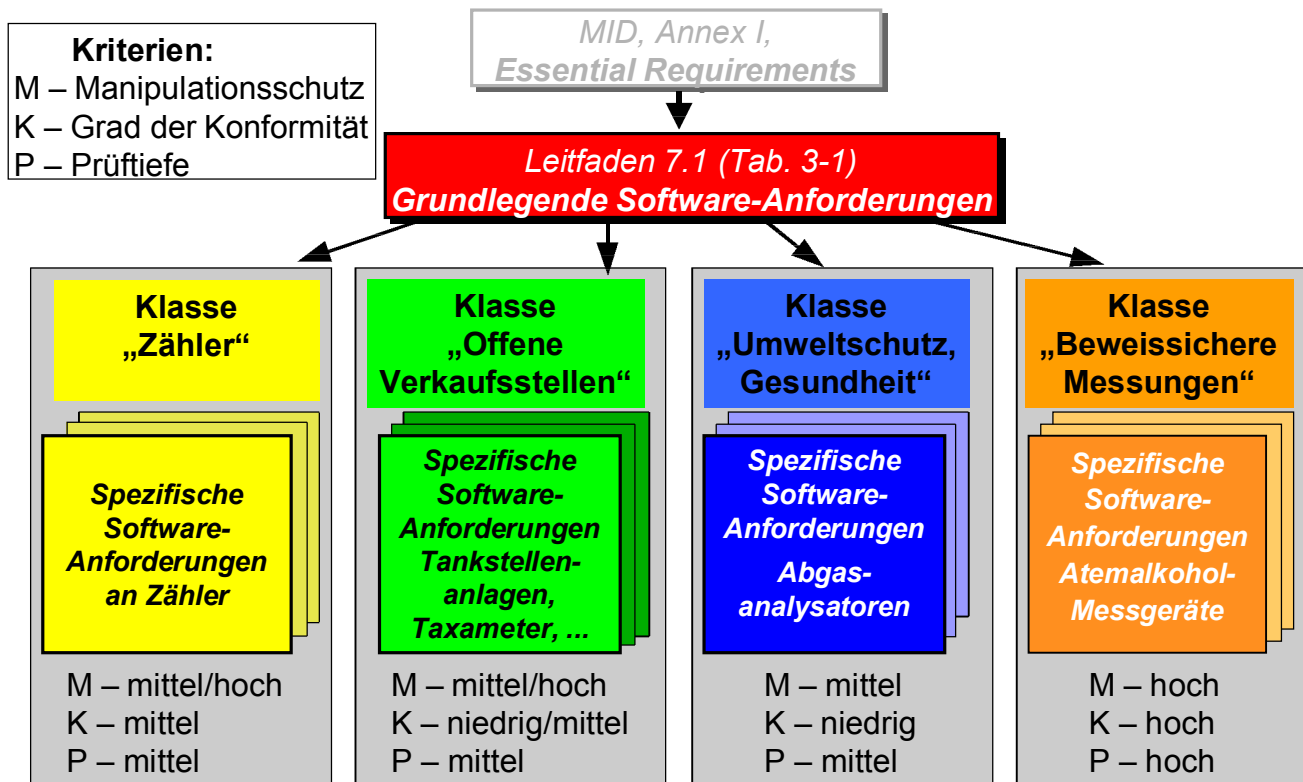 Kriterien:
M – Manipulationsschutz
K – Grad der Konformität
P – Prüftiefe
MID, Annex I,
Essential Requirements
Leitfaden 7.1 (Tab. 3-1)
Grundlegende Software-Anforderungen
Klasse
„Zähler“
Spezifische
Software-
Anforderungen
an Zähler
M – mittel/hoch
K – mittel
P – mittel
Klasse
„Offene
Verkaufsstellen“
Spezifische
Software-
Anforderungen
Tankstellen-
anlagen,
Taxameter, ...
M – mittel/hoch
K – niedrig/mittel
P – mittel
Klasse
„Umweltschutz,
Gesundheit“
Spezifische
Software-
Anforderungen
Abgas-
analysatoren
M – mittel
K – niedrig
P – mittel
Klasse
„Beweissichere
Messungen“
Spezifische
Software-
Anforderungen
Atemalkohol-
Messgeräte
M – hoch
K – hoch
P – hoch